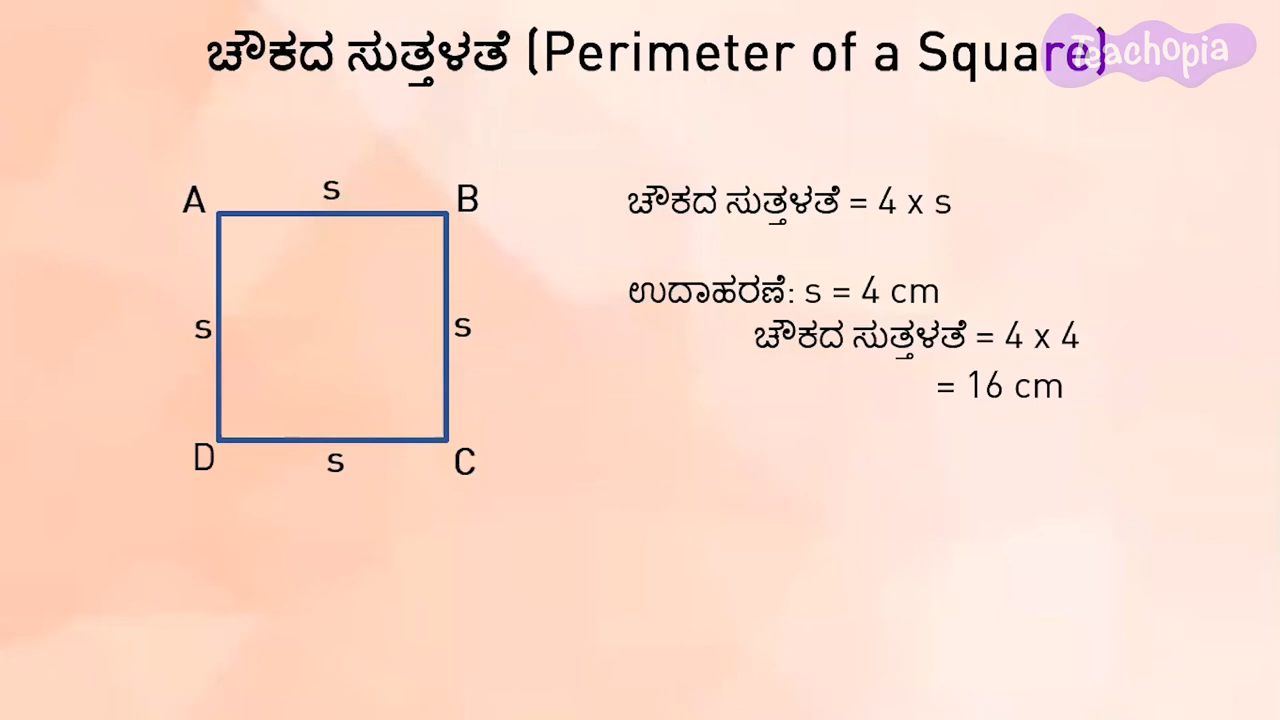 ಚೌಕದ ಸುತ್ತಳತೆ (Perimeter of a Square)
Teachopia
A s B
s s
D s C
ಚೌಕದ ಸುತ್ತಳತೆ = 4 x s
ಉದಾಹರಣೆ: s = 4 cm
ಚೌಕದ ಸುತ್ತಳತೆ = 4 x 4
= 16 cm